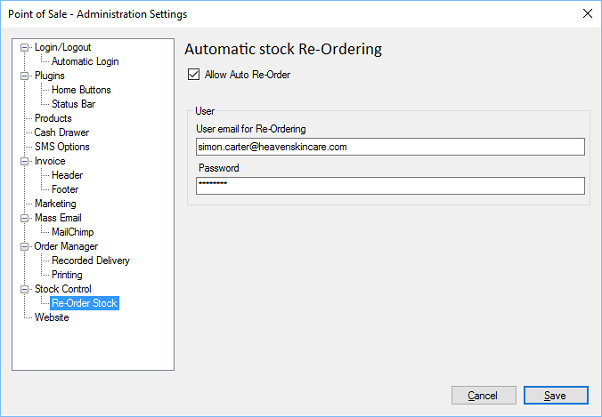 Point of Sale - Administration Settings
Login/Logout
Automatic Login
Plugins
Home Buttons
Status Bar
Products
Cash Drawer
SMS Options
Invoice
Header
Footer
Marketing
Mass Email
MailChimp
Order Manager
Recorded Delivery
Printing
Stock Control
Re-Order Stock
Website
Automatic stock Re-Ordering
Allow Auto Re-Order
User
User email for Re-Ordering
simon.carter@heavenskincare.com
Password
********
Cancel
Save